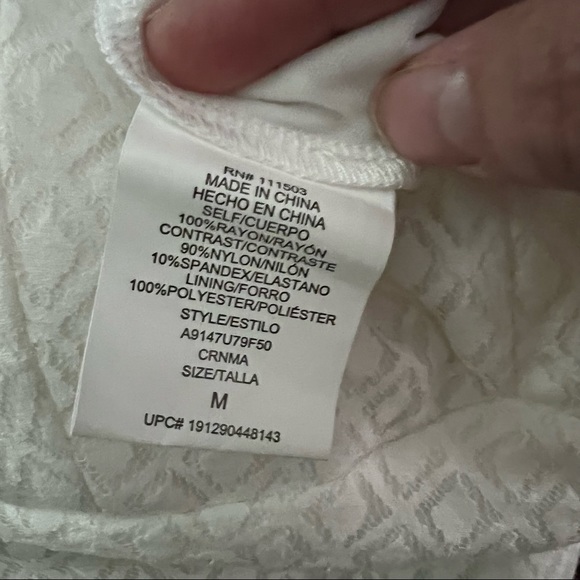 RN# 111503
MADE IN CHINA
HECHO EN CHINA
SELF/CUERPO
100%RAYON/RAYÓN
CONTRAST/CONTRASTE
90%NYLON/NILÓN
10%SPANDEX/ELASTANO
LINING/FORRO
100%POLYESTER/POLIÉSTER
STYLE/ESTILO
A9147U79F50
CRNMA
SIZE/TALLA
M
UPC# 191290448143